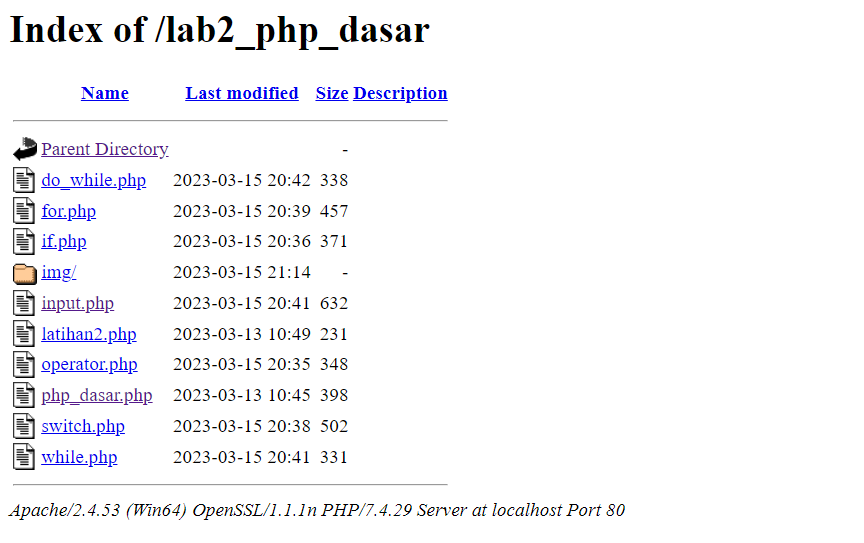 Index of /lab2_php_dasar
Name Last modified Size Description
Parent Directory -
do_while.php 2023-03-15 20:42 338
for.php 2023-03-15 20:39 457
if.php 2023-03-15 20:36 371
img/ 2023-03-15 21:14 -
input.php 2023-03-15 20:41 632
latihan2.php 2023-03-13 10:49 231
operator.php 2023-03-15 20:35 348
php_dasar.php 2023-03-13 10:45 398
switch.php 2023-03-15 20:38 502
while.php 2023-03-15 20:41 331
Apache/2.4.53 (Win64) OpenSSL/1.1.1n PHP/7.4.29 Server at localhost Port 80